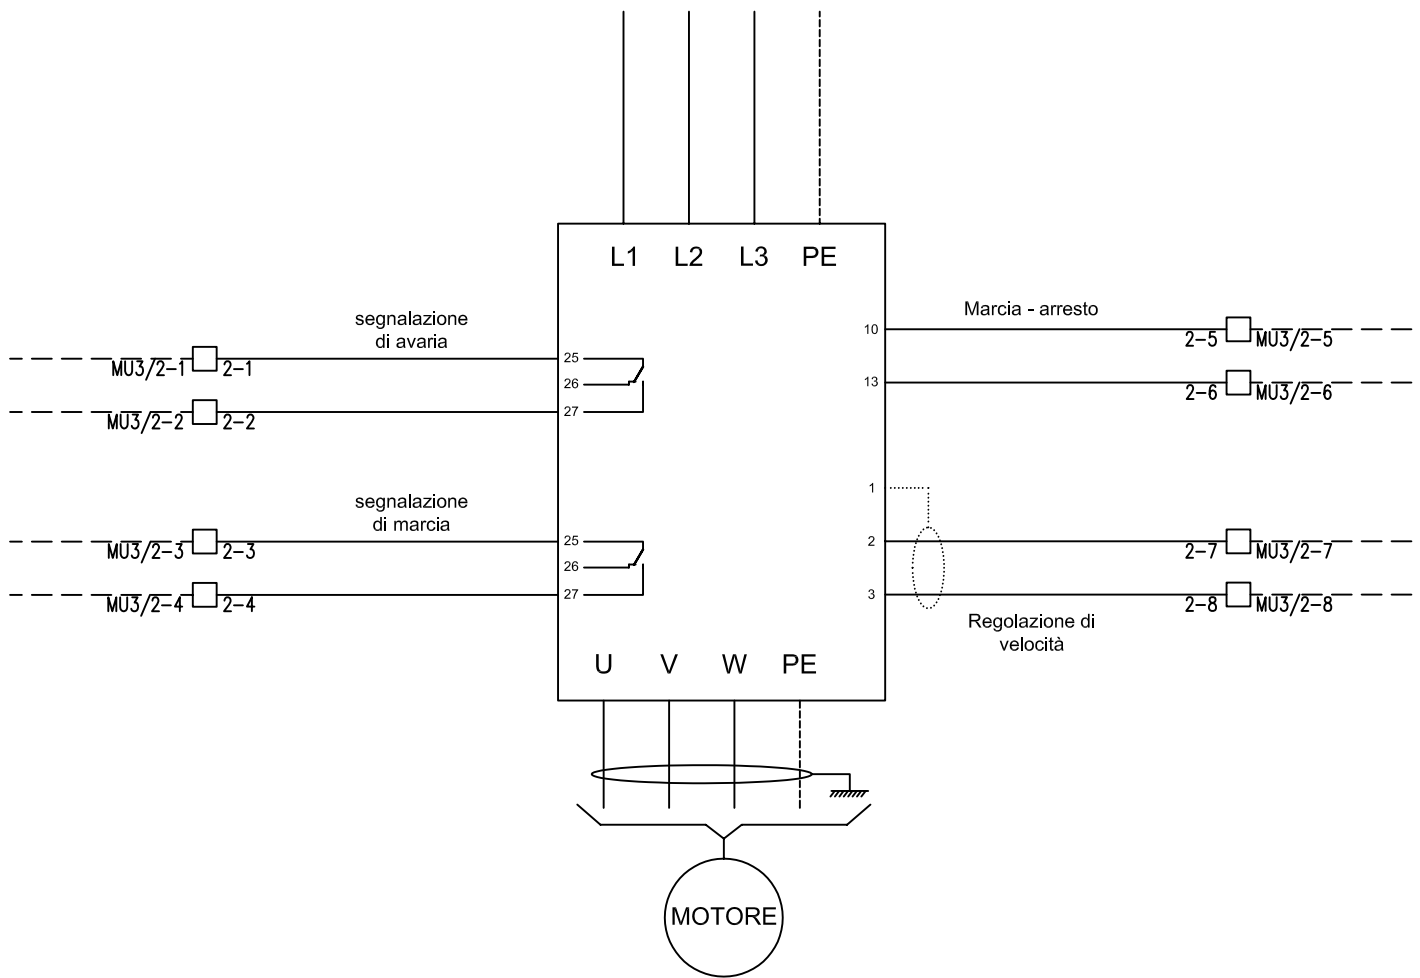 L1 L2 L3 PE
segnalazione
di avaria
MU3/2-1 2-1
MU3/2-2 2-2
25
26
27
segnalazione
di marcia
MU3/2-3 2-3
MU3/2-4 2-4
25
26
27
Marcia - arresto
10
2-5 MU3/2-5
13
2-6 MU3/2-6
1
2
2-7 MU3/2-7
3
2-8 MU3/2-8
Regolazione di
velocità
U V W PE
MOTORE